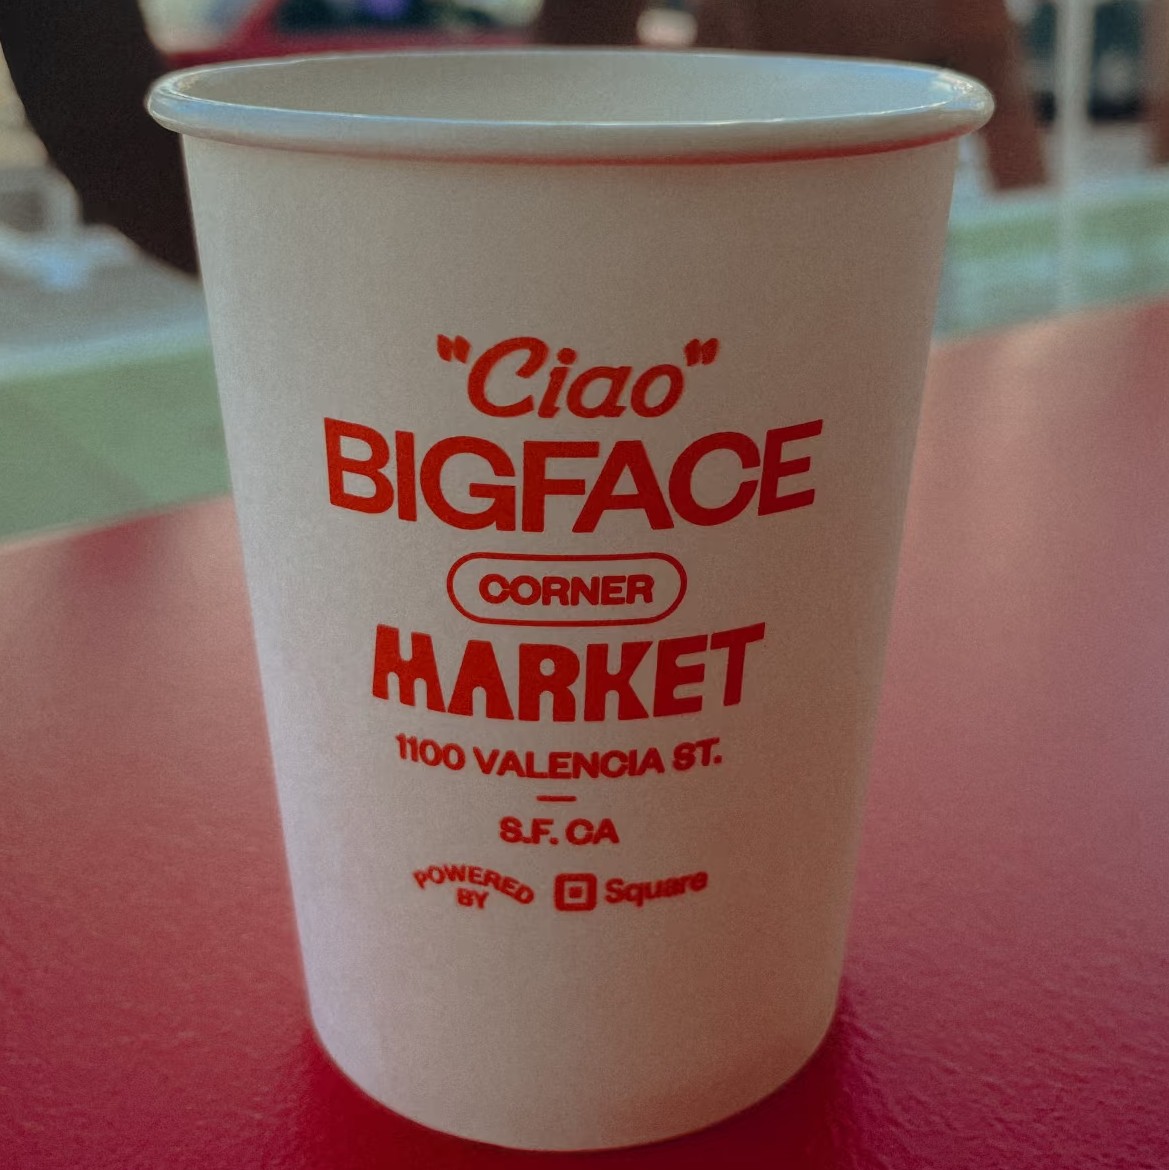 "Ciao"
BIGFACE
CORNER
MARKET
1100 VALENCIA ST.
—
S.F. CA
POWERED
BY
Square